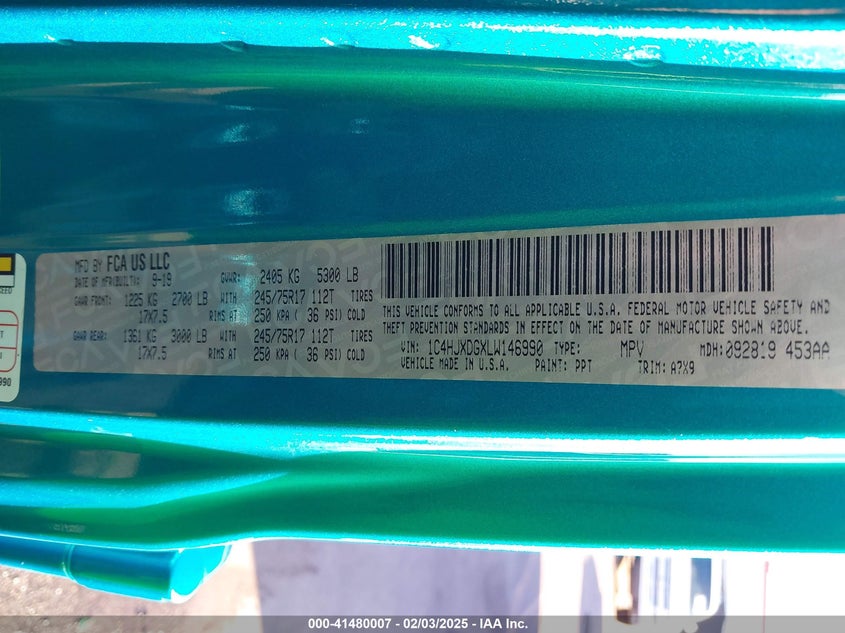 MFD BY FCA US LLC
DATE OF MFR(BUILT): 9-19 GVWR: 2405 KG 5300 LB
GAWR FRONT: 1225 KG 2700 LB WITH 245/75R17 112T TIRES
17X7.5 RIMS AT 250 KPA ( 36 PSI) COLD
GAWR REAR: 1361 KG 3000 LB WITH 245/75R17 112T TIRES
17X7.5 RIMS AT 250 KPA ( 36 PSI) COLD
THIS VEHICLE CONFORMS TO ALL APPLICABLE U.S.A. FEDERAL MOTOR VEHICLE SAFETY AND
THEFT PREVENTION STANDARDS IN EFFECT ON THE DATE OF MANUFACTURE SHOWN ABOVE.
VIN: 1C4HJXDGXLW146990 TYPE: MPV MDH:092819 453AA
VEHICLE MADE IN U.S.A. PAINT: PPT TRIM: A7X9
990
000-41480007 - 02/03/2025 - IAA Inc.